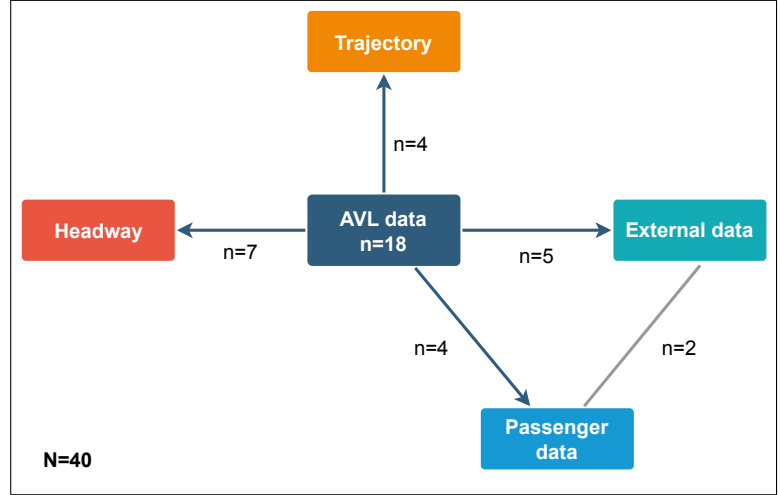 Trajectory
n=4
Headway
AVL data
n=18
External data
n=7
n=5
n=4
n=2
Passenger
data
N=40